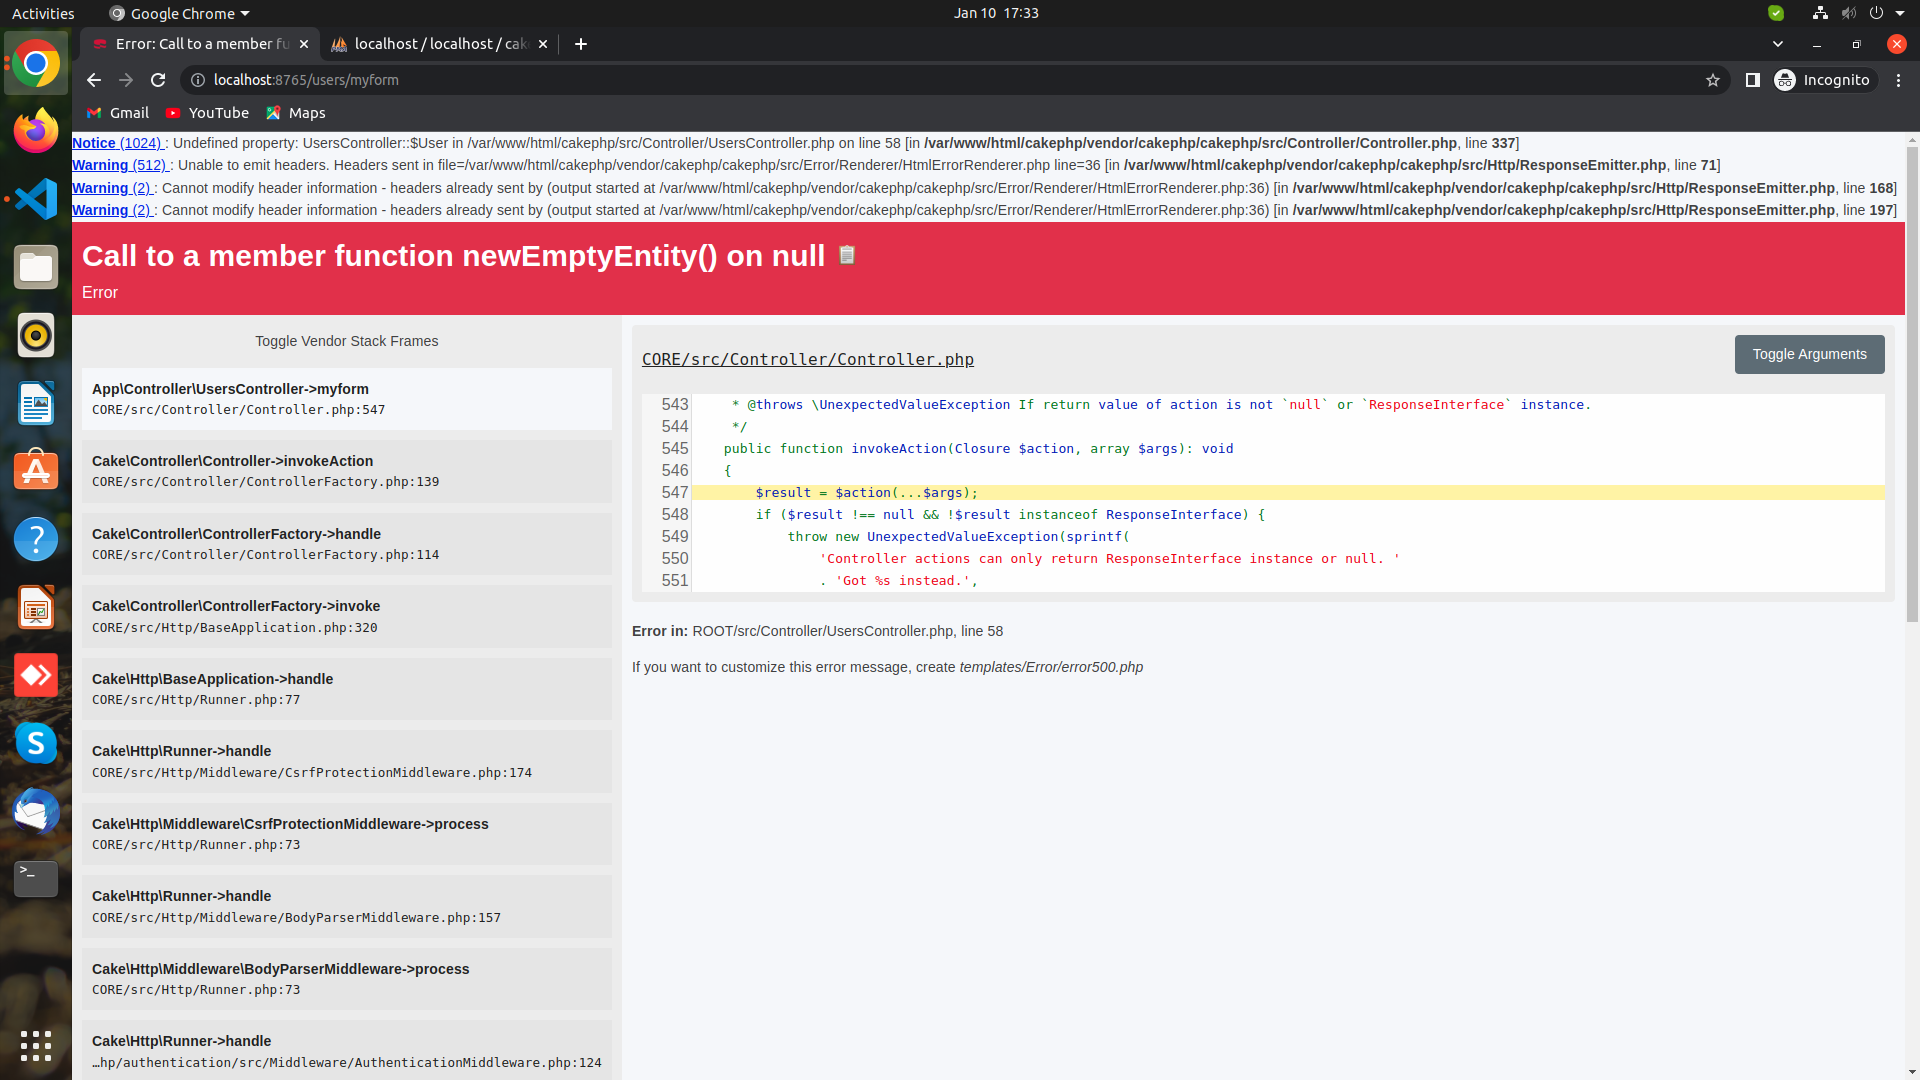 Activities
Google Chrome
Jan 10 17:33
Error: Call to a member fu
localhost / localhost / cak
localhost:8765/users/myform
Incognito
Gmail
YouTube
Maps
Notice (1024) : Undefined property: UsersController::$User in /var/www/html/cakephp/src/Controller/UsersController.php on line 58 [in /var/www/html/cakephp/vendor/cakephp/cakephp/src/Controller/Controller.php, line 337]
Warning (512) : Unable to emit headers. Headers sent in file=/var/www/html/cakephp/vendor/cakephp/cakephp/src/Error/Renderer/HtmlErrorRenderer.php line=36 [in /var/www/html/cakephp/vendor/cakephp/cakephp/src/Http/ResponseEmitter.php, line 71]
Warning (2) : Cannot modify header information - headers already sent by (output started at /var/www/html/cakephp/vendor/cakephp/cakephp/src/Error/Renderer/HtmlErrorRenderer.php:36) [in /var/www/html/cakephp/vendor/cakephp/cakephp/src/Http/ResponseEmitter.php, line 168]
Warning (2) : Cannot modify header information - headers already sent by (output started at /var/www/html/cakephp/vendor/cakephp/cakephp/src/Error/Renderer/HtmlErrorRenderer.php:36) [in /var/www/html/cakephp/vendor/cakephp/cakephp/src/Http/ResponseEmitter.php, line 197]
Call to a member function newEmptyEntity() on null
Error
Toggle Vendor Stack Frames
App\Controller\UsersController->myform
CORE/src/Controller/Controller.php:547
Cake\Controller\Controller->invokeAction
CORE/src/Controller/ControllerFactory.php:139
Cake\Controller\ControllerFactory->handle
CORE/src/Controller/ControllerFactory.php:114
Cake\Controller\ControllerFactory->invoke
CORE/src/Http/BaseApplication.php:320
Cake\Http\BaseApplication->handle
CORE/src/Http/Runner.php:77
Cake\Http\Runner->handle
CORE/src/Http/Middleware/CsrfProtectionMiddleware.php:174
Cake\Http\Middleware\CsrfProtectionMiddleware->process
CORE/src/Http/Runner.php:73
Cake\Http\Runner->handle
CORE/src/Http/Middleware/BodyParserMiddleware.php:157
Cake\Http\Middleware\BodyParserMiddleware->process
CORE/src/Http/Runner.php:73
Cake\Http\Runner->handle
…hp/authentication/src/Middleware/AuthenticationMiddleware.php:124
CORE/src/Controller/Controller.php
Toggle Arguments
543 * @throws \UnexpectedValueException If return value of action is not `null` or `ResponseInterface` instance.
544 */
545 public function invokeAction(Closure $action, array $args): void
546 {
547 $result = $action(...$args);
548 if ($result !== null && !$result instanceof ResponseInterface) {
549 throw new UnexpectedValueException(sprintf(
550 'Controller actions can only return ResponseInterface instance or null. '
551 . 'Got %s instead.',
Error in: ROOT/src/Controller/UsersController.php, line 58
If you want to customize this error message, create templates/Error/error500.php